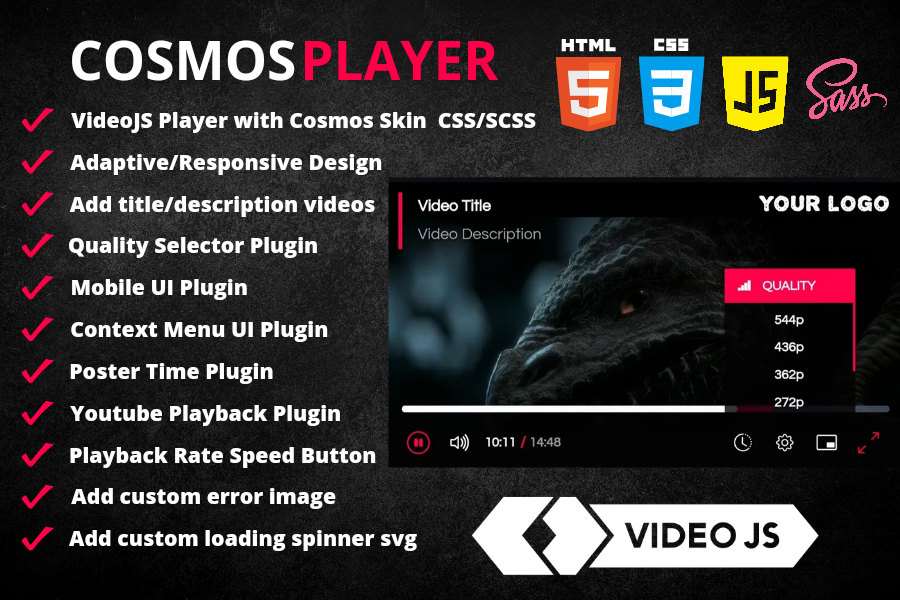 COSMOS PLAYER
HTML
5
CSS
3
JS
Sass
VideoJS Player with Cosmos Skin CSS/SCSS
Adaptive/Responsive Design
Add title/description videos
Quality Selector Plugin
Mobile UI Plugin
Context Menu UI Plugin
Poster Time Plugin
Youtube Playback Plugin
Playback Rate Speed Button
Add custom error image
Add custom loading spinner svg
Video Title
YOUR LOGO
Video Description
QUALITY
544p
436p
362p
272p
10:11 / 14:48
VIDEO JS